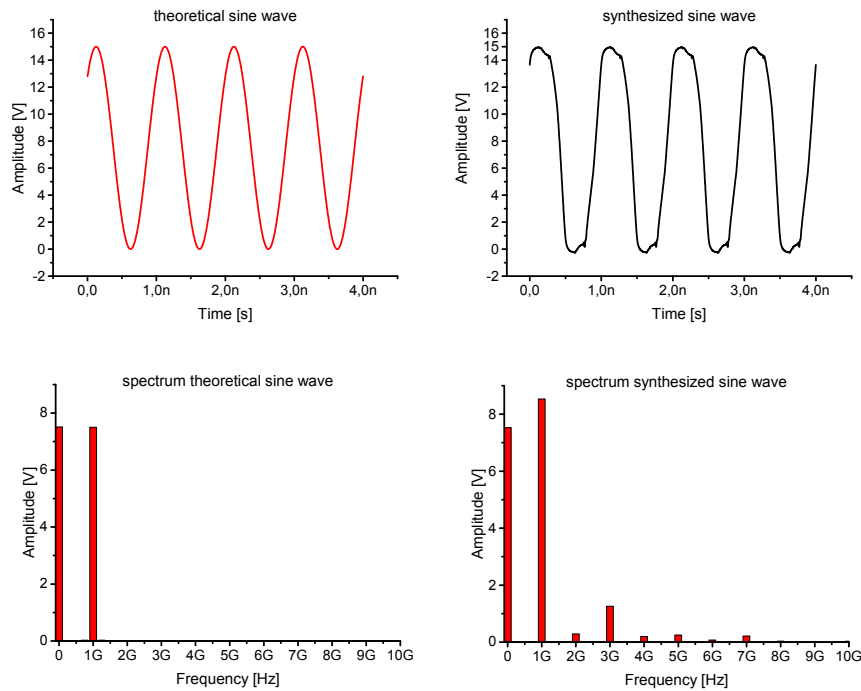 theoretical sine wave
16
14
12
10
8
6
4
2
0
-2
Amplitude [V]
0,0 1,0n 2,0n 3,0n 4,0n
Time [s]
synthesized sine wave
16
15
14
12
10
8
6
4
2
0
-2
Amplitude [V]
0,0 1,0n 2,0n 3,0n 4,0n
Time [s]
spectrum theoretical sine wave
8
6
4
2
0
Amplitude [V]
0 1G 2G 3G 4G 5G 6G 7G 8G 9G 10G
Frequency [Hz]
spectrum synthesized sine wave
8
6
4
2
0
Amplitude [V]
0 1G 2G 3G 4G 5G 6G 7G 8G 9G 10G
Frequency [Hz]